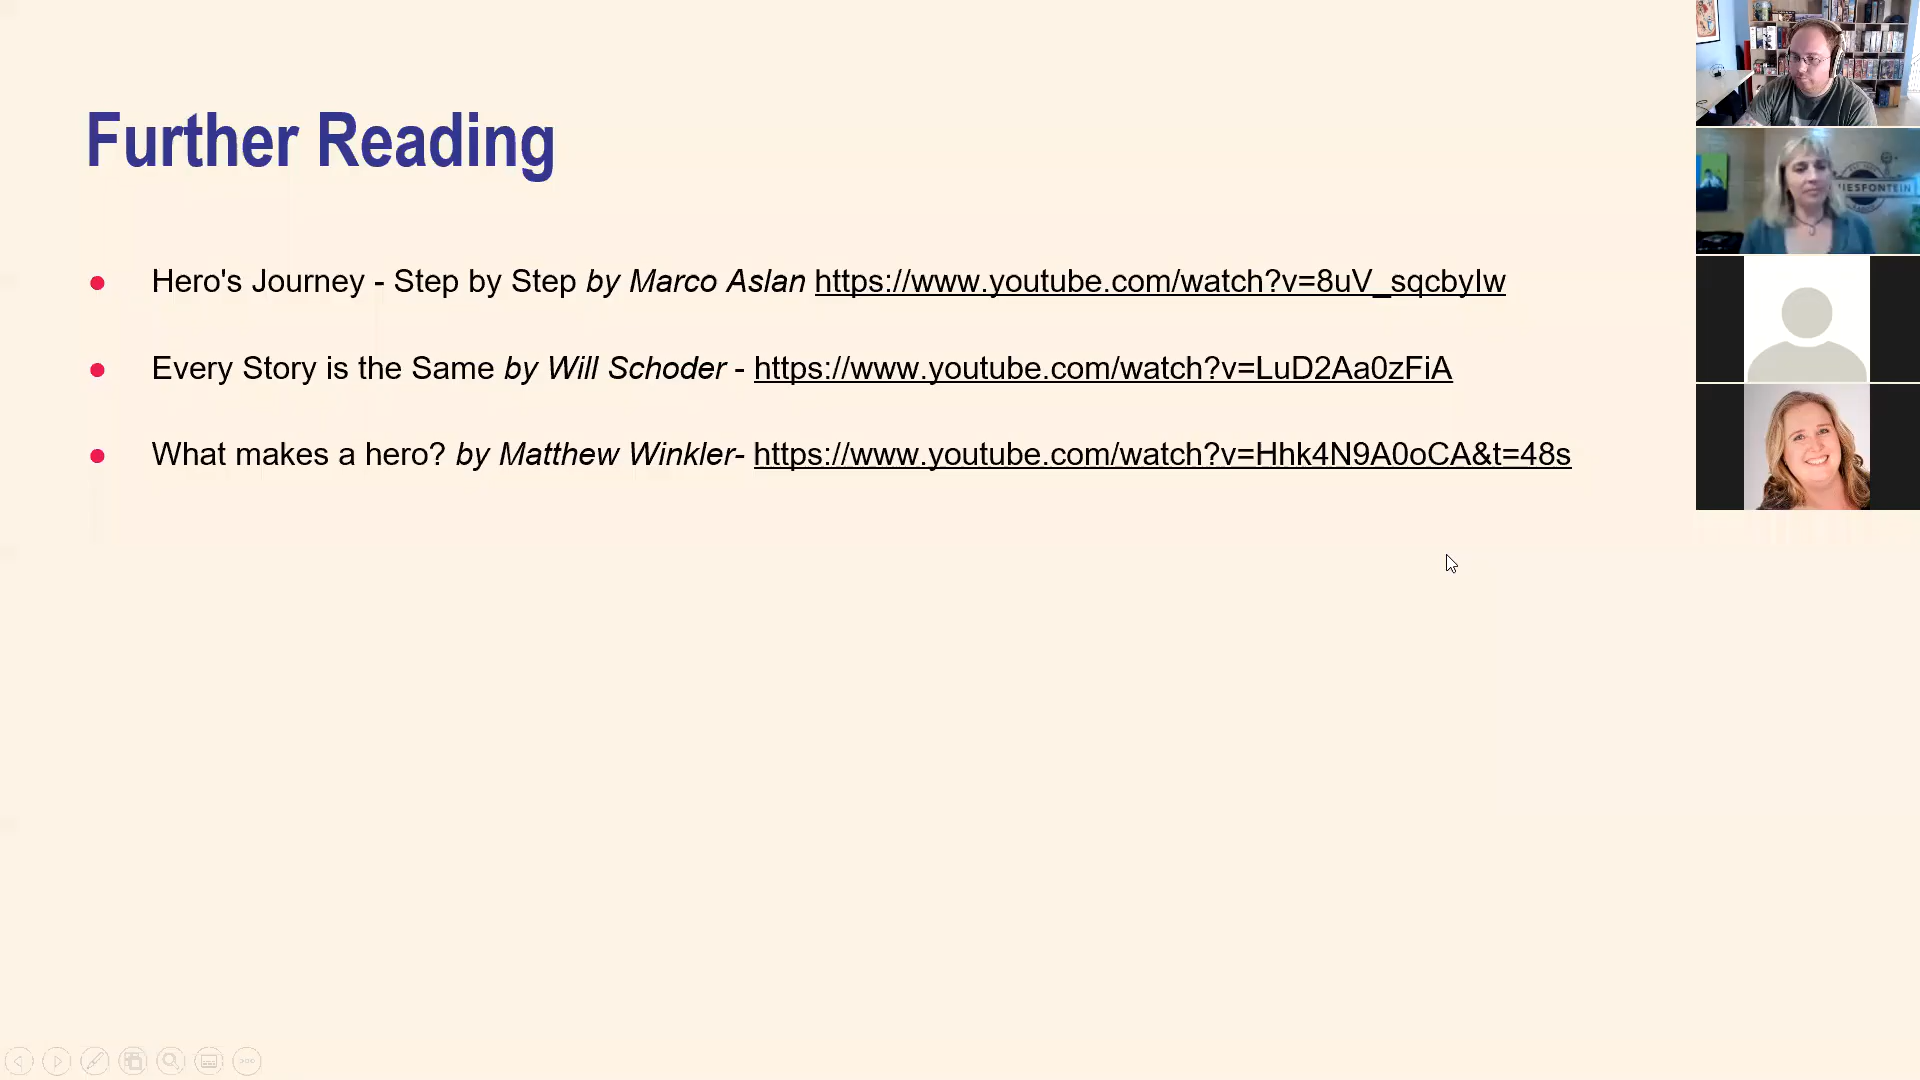 Further Reading
Hero's Journey - Step by Step by Marco Aslan https://www.youtube.com/watch?v=8uV_sqcbyIw
Every Story is the Same by Will Schoder - https://www.youtube.com/watch?v=LuD2Aa0zFiA
What makes a hero? by Matthew Winkler- https://www.youtube.com/watch?v=Hhk4N9A0oCA&t=48s